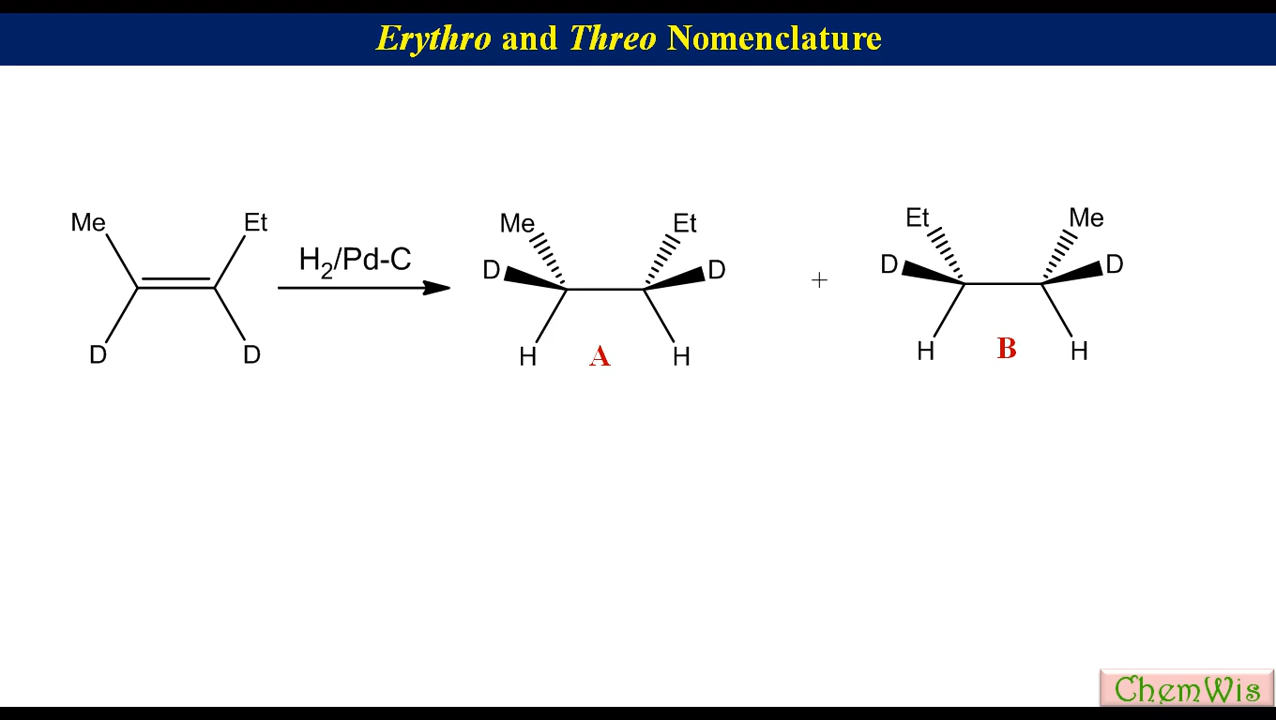 Erythro and Threo Nomenclature
Me Et Me Et Et Me
H2/Pd-C
D D + D D
D D H A H H B H
ChemWis